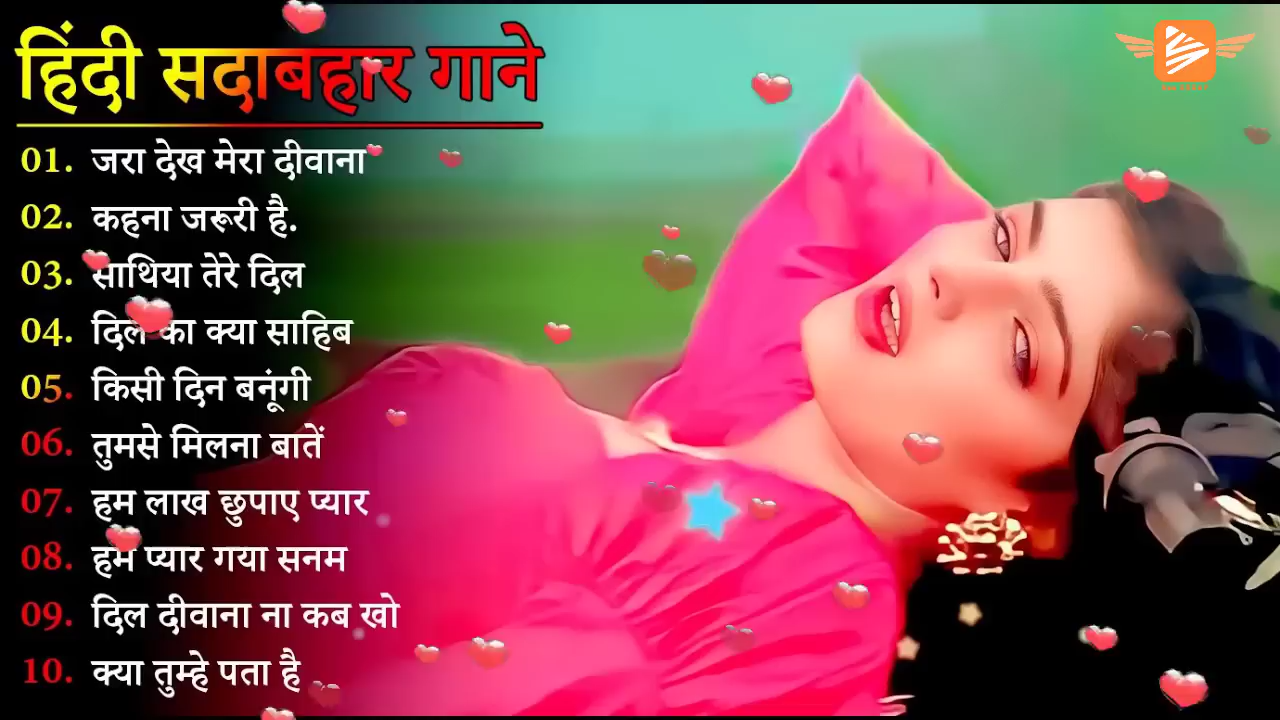 हिंदी सदाबहार गाने
01. जरा देख मेरा दीवाना
02. कहना जरूरी है.
03. साथिया तेरे दिल
04. दिल का क्या साहिब
05. किसी दिन बनूंगी
06. तुमसे मिलना बातें
07. हम लाख छुपाए प्यार
08. हम प्यार गया सनम
09. दिल दीवाना ना कब खो
10. क्या तुम्हे पता है